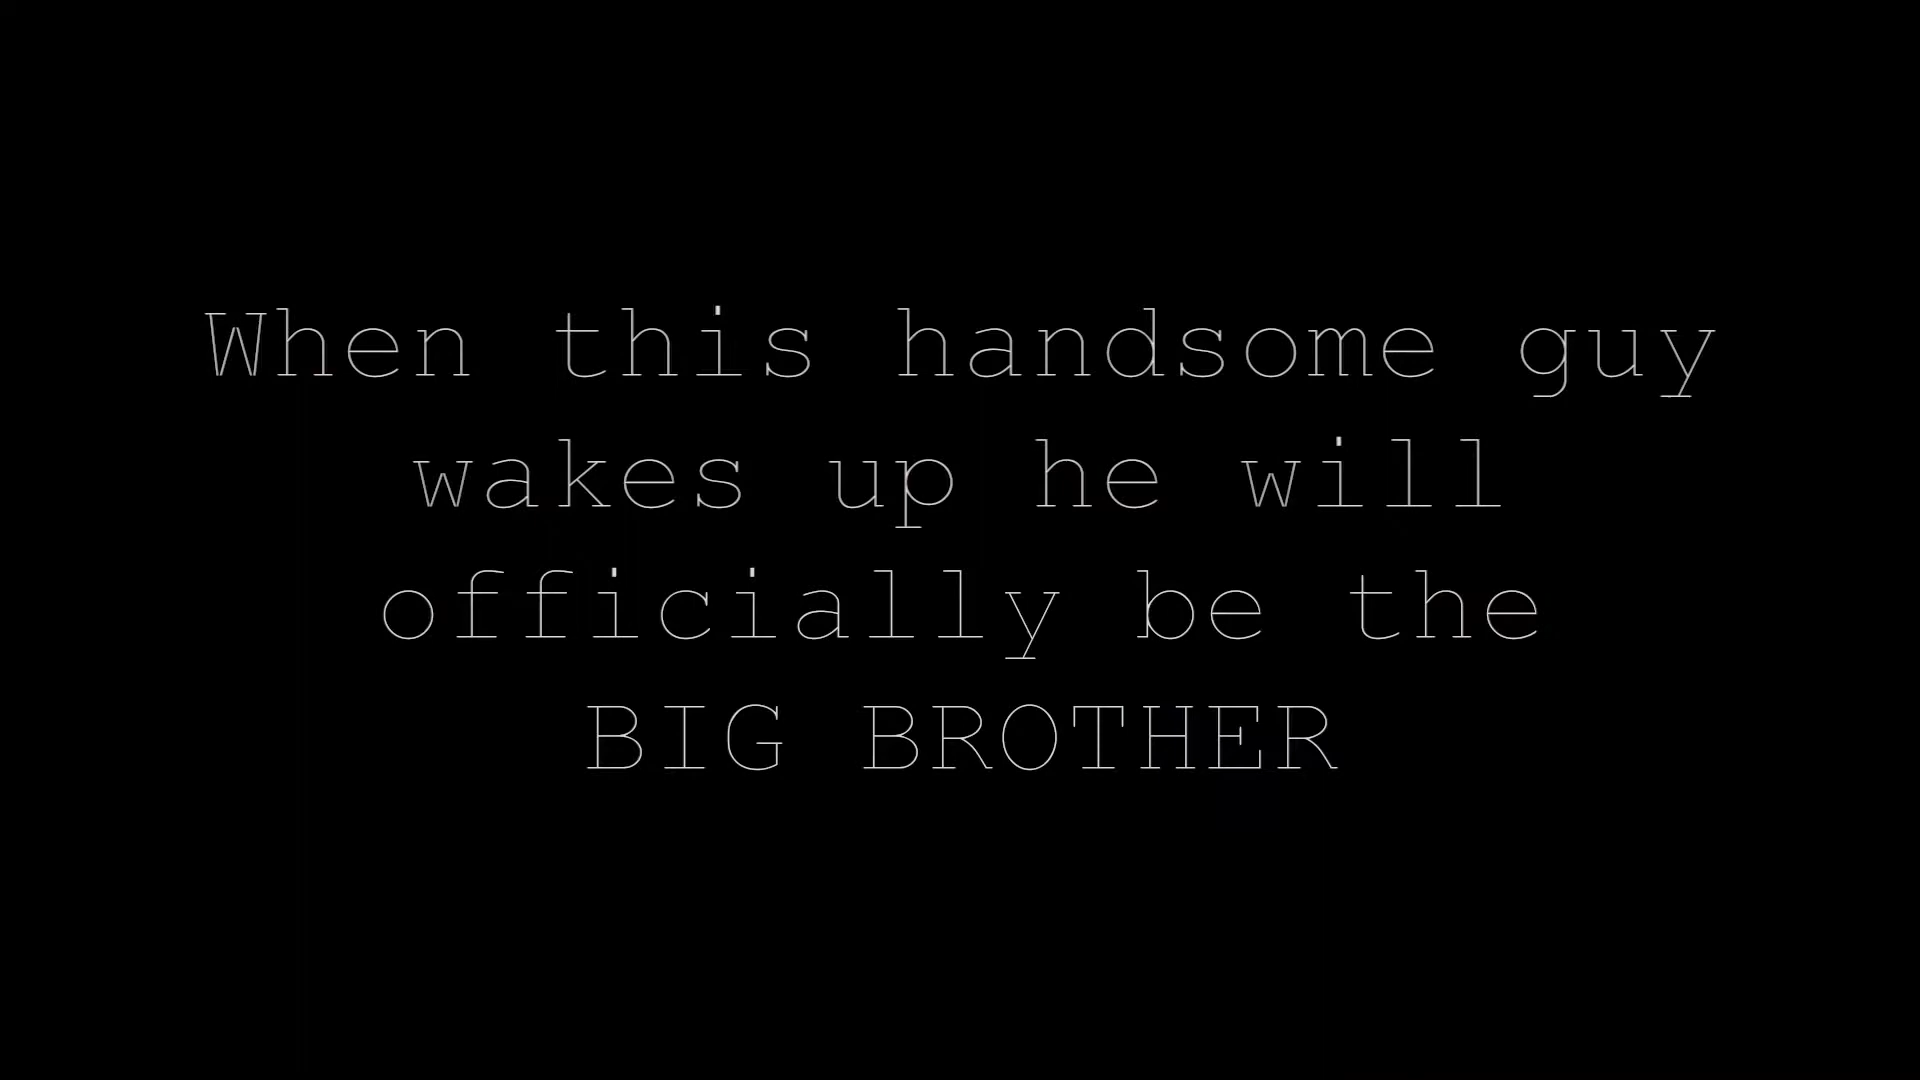 When this handsome guy
wakes up he will
officially be the
BIG BROTHER